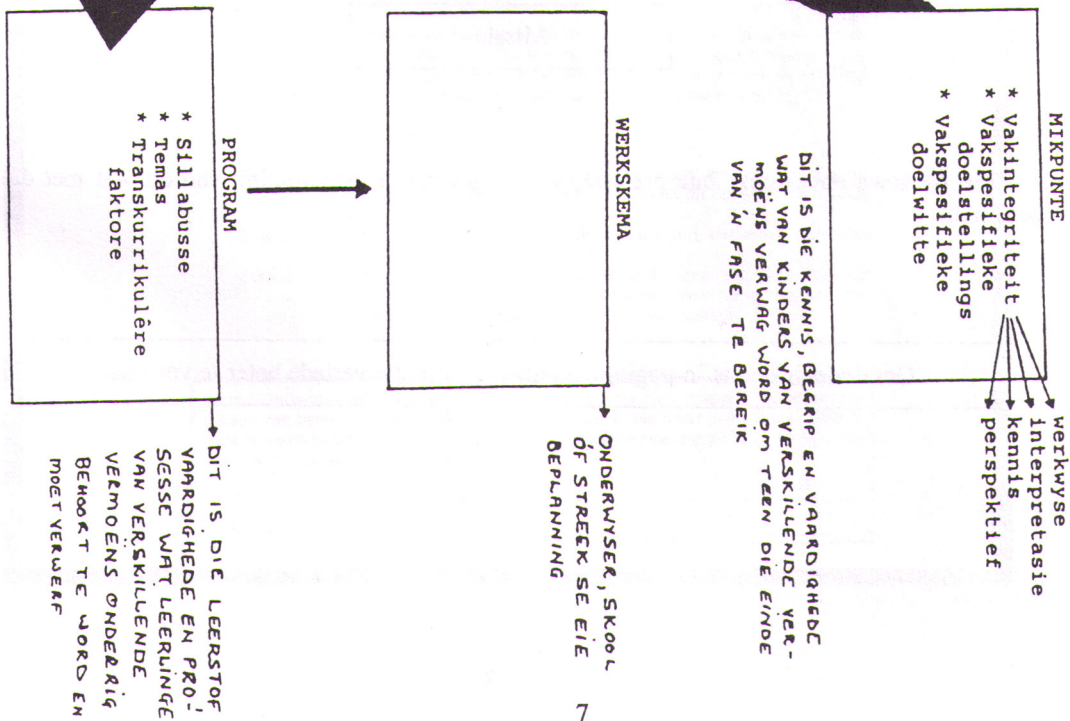 MIKPUNTE
* Vakintegriteit
werkwyse
interpretasie
kennis
perspektief
* Vakspesifieke
doelstellings
* Vakspesifieke
doelwitte
DIT IS DIE KENNIS, BEGRIP EN VAARDIGHEDE
WAT VAN KINDERS VAN VERSKILLENDE VER-
MOËNS VERWAG WORD OM TEEN DIE EINDE
VAN 'N FASE TE BEREIK
WERKSKEMA
ONDERWYSER, SKOOL
ÓF STREEK SE EIE
BEPLANNING
PROGRAM
* Sillabusse
* Temas
* Transkurrikulêre
faktore
DIT IS DIE LEERSTOF
VAARDIGHEDE EN PRO-
SESSE WAT LEERLINGE
VAN VERSKILLENDE
VERMOENS ONDERRIG
BEHOORT TE WORD EN
MOET VERWERF
7